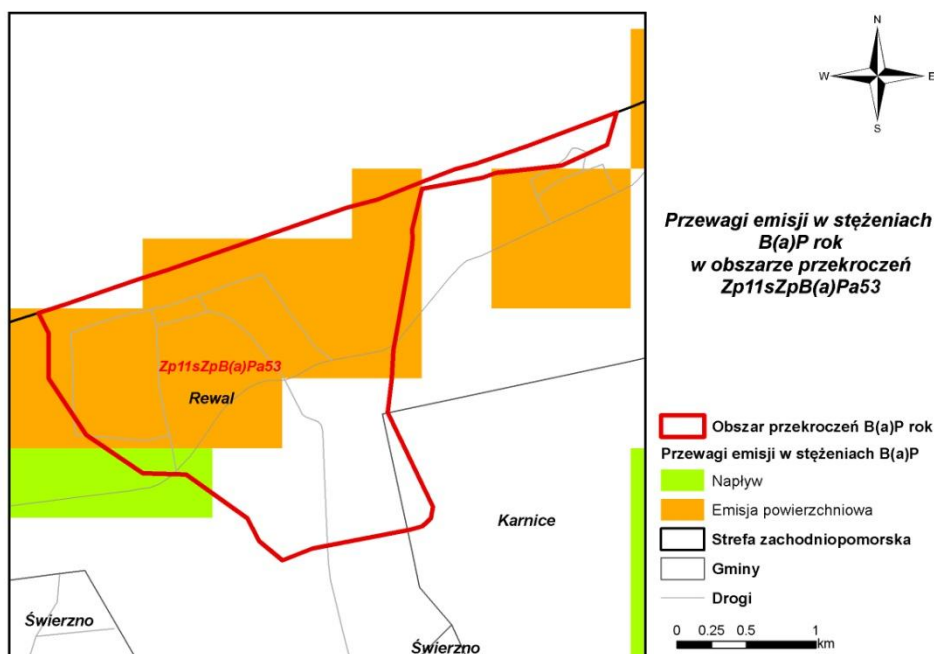 N
W E
S
Przewagi emisji w stężeniach
B(a)P rok
w obszarze przekroczeń
Zp11sZpB(a)Pa53
Zp11sZpB(a)Pa53
Rewal
Karnice
Świerzno
Świerzno
Obszar przekroczeń B(a)P rok
Przewagi emisji w stężeniach B(a)P
Napływ
Emisja powierzchniowa
Strefa zachodniopomorska
Gminy
Drogi
0 0.25 0.5 1
km